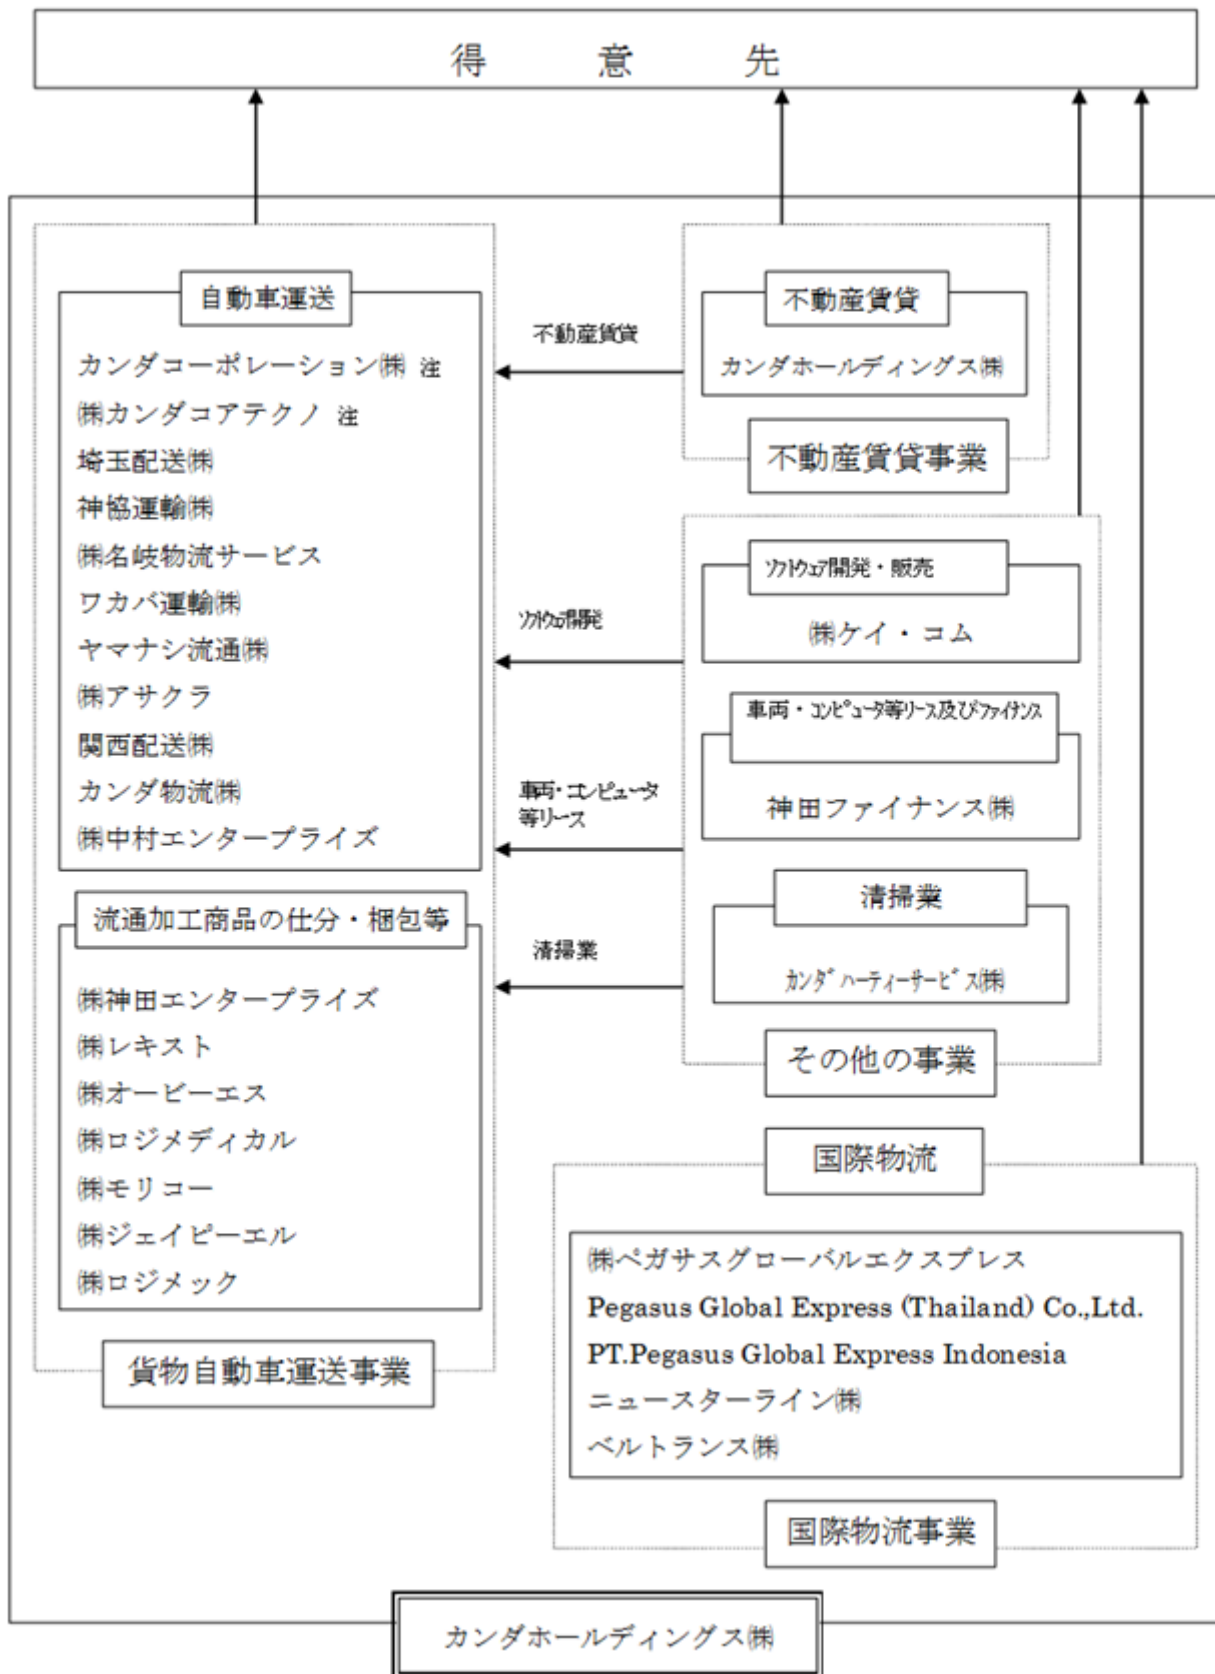 得意先
自動車運送
カンダコーポレーション㈱ 注
㈱カンダコアテクノ 注
埼玉配送㈱
神協運輸㈱
㈱名岐物流サービス
ワカバ運輸㈱
ヤマナシ流通㈱
㈱アサクラ
関西配送㈱
カンダ物流㈱
㈱中村エンタープライズ
流通加工商品の仕分・梱包等
㈱神田エンタープライズ
㈱レキスト
㈱オービーエス
㈱ロジメディカル
㈱モリコー
㈱ジェイピーエル
㈱ロジメック
貨物自動車運送事業
不動産賃貸
ソフトウェア開発
車両・コンピュータ
等リース
清掃業
不動産賃貸
カンダホールディングス㈱
不動産賃貸事業
ソフトウェア開発・販売
㈱ケイ・コム
車両・コンピュータ等リース及びファイナンス
神田ファイナンス㈱
清掃業
カンダハーティーサービス㈱
その他の事業
国際物流
㈱ペガサスグローバルエクスプレス
Pegasus Global Express (Thailand) Co.,Ltd.
PT.Pegasus Global Express Indonesia
ニュースターライン㈱
ベルトランス㈱
国際物流事業
カンダホールディングス㈱